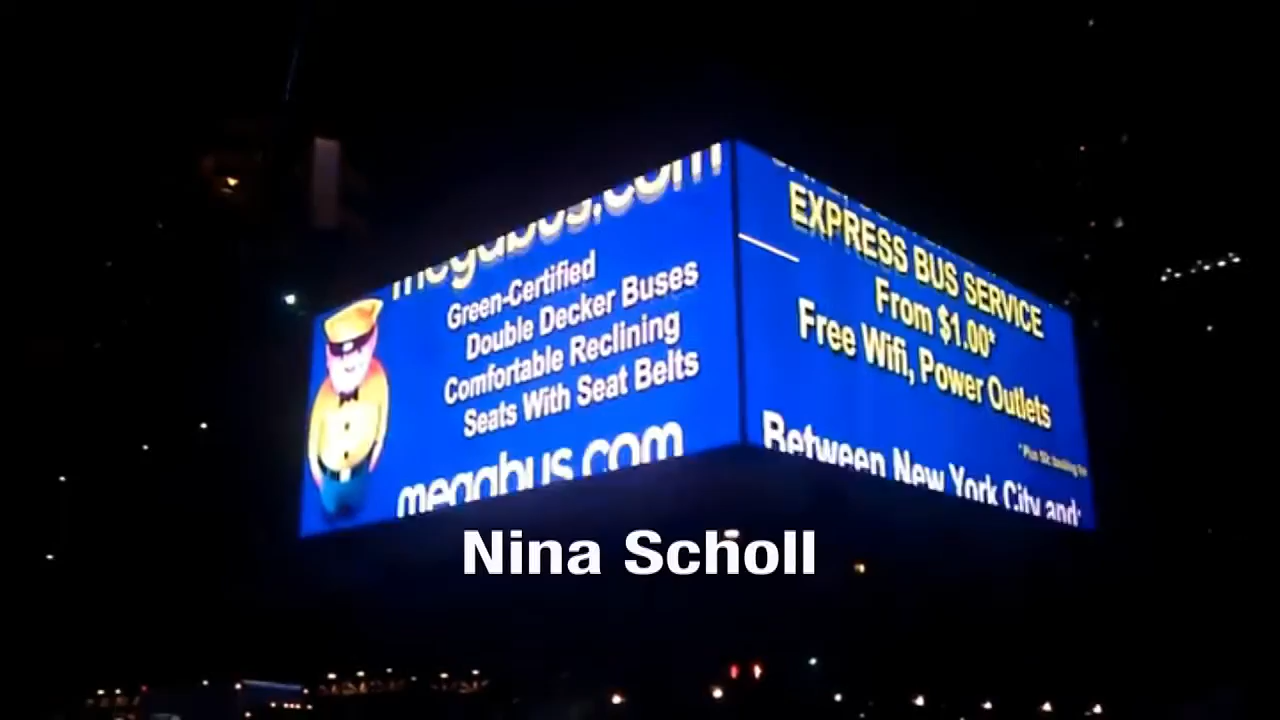 megabus.com
Green-Certified
Double Decker Buses
Comfortable Reclining
Seats With Seat Belts
megabus.com
EXPRESS BUS SERVICE
From $1.00*
Free Wifi, Power Outlets
Between New York City and:
Nina Scholl